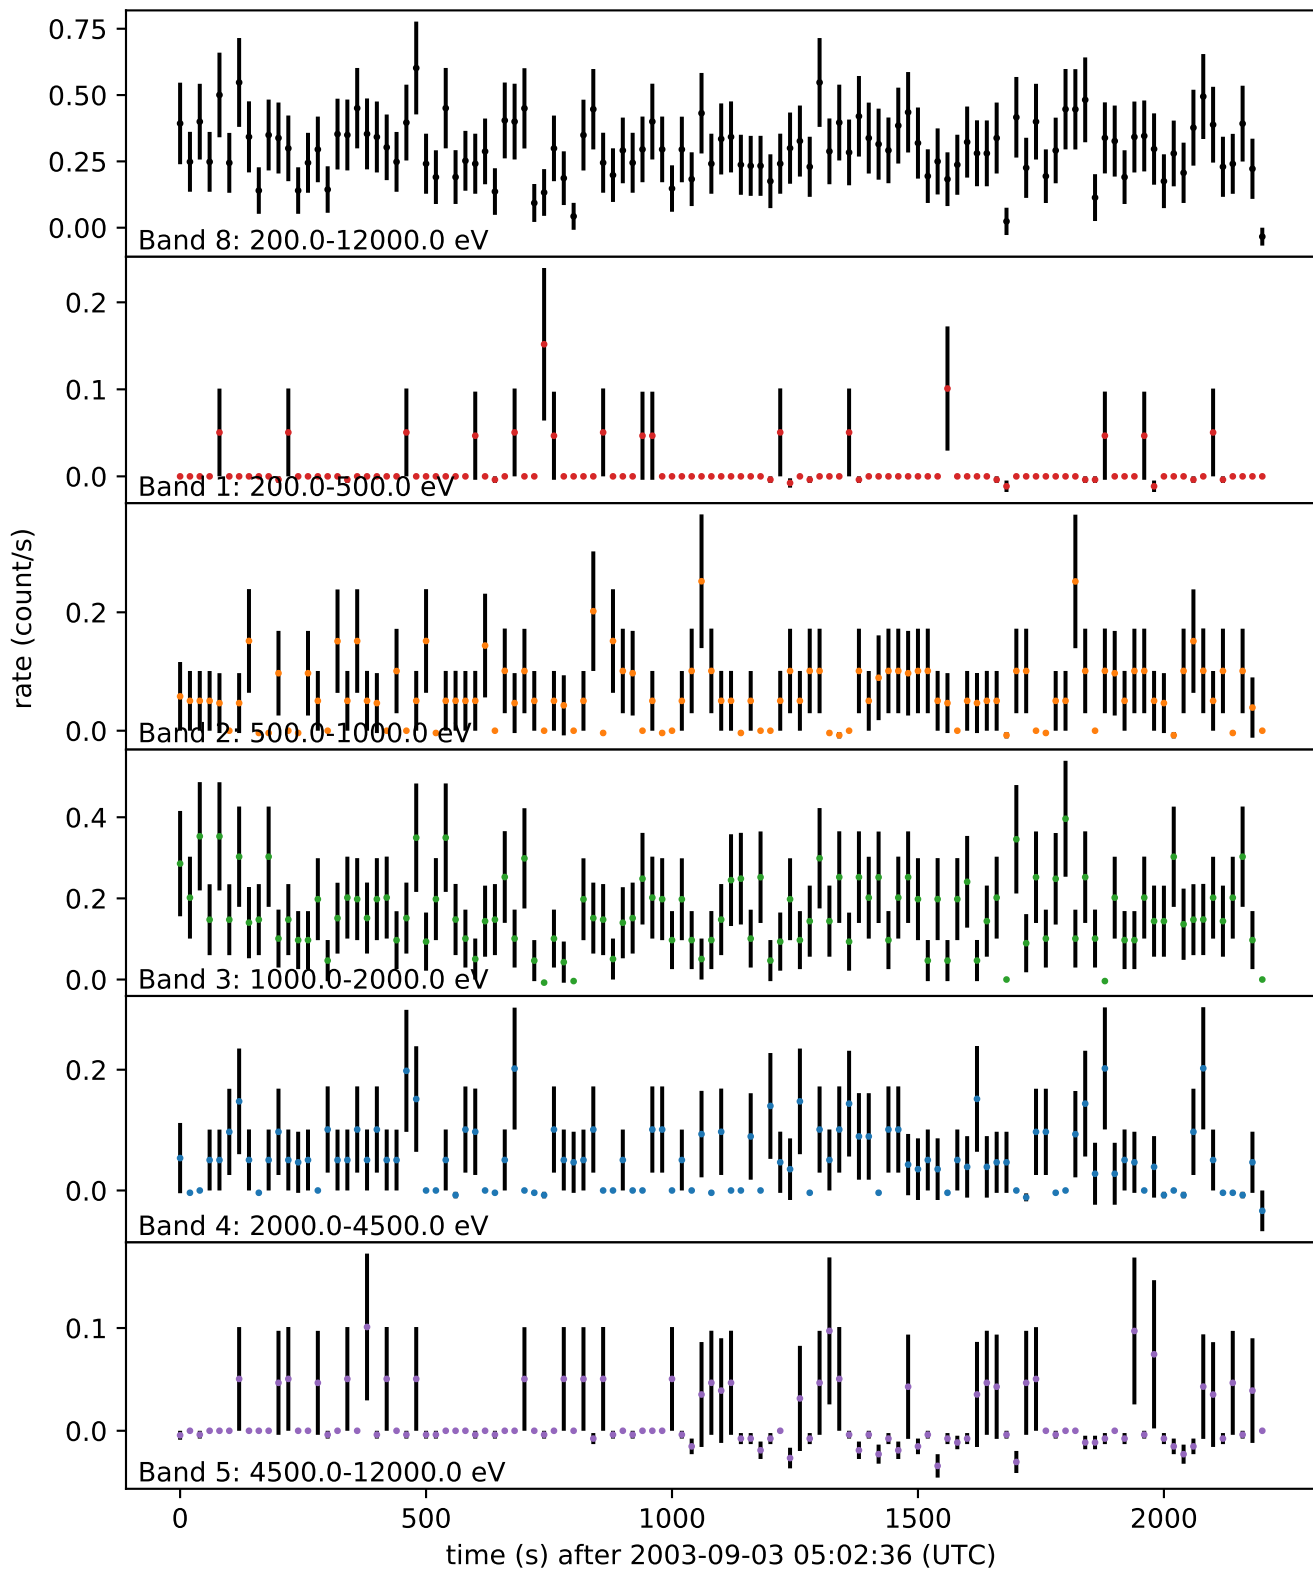 0.75
0.50
0.25
0.00
Band 8: 200.0-12000.0 eV
0.2
0.1
0.0
Band 1: 200.0-500.0 eV
rate (count/s)
0.2
0.0
Band 2: 500.0-1000.0 eV
0.4
0.2
0.0
Band 3: 1000.0-2000.0 eV
0.2
0.0
Band 4: 2000.0-4500.0 eV
0.1
0.0
Band 5: 4500.0-12000.0 eV
0 500 1000 1500 2000
time (s) after 2003-09-03 05:02:36 (UTC)